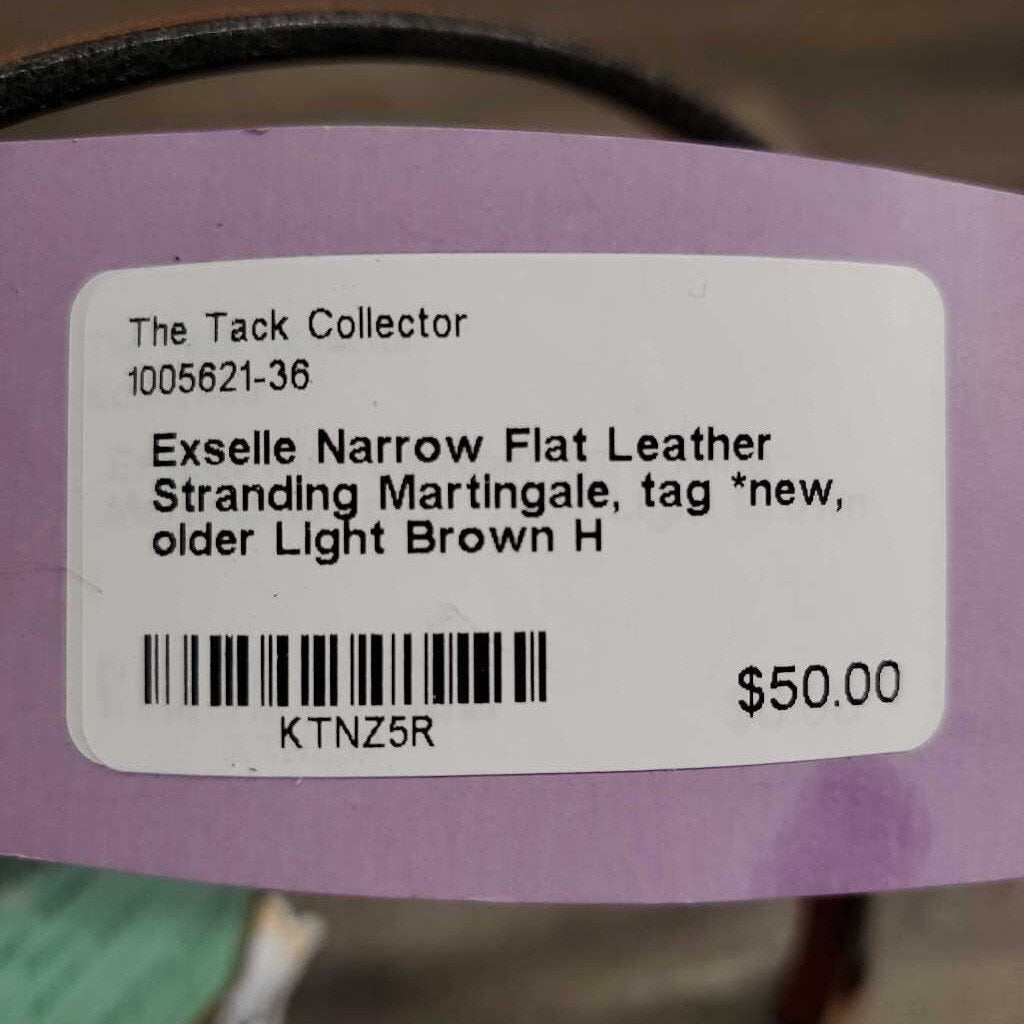 The Tack Collector
1005621-36
Exselle Narrow Flat Leather
Stranding Martingale, tag *new,
older Light Brown H
KTNZ5R
$50.00